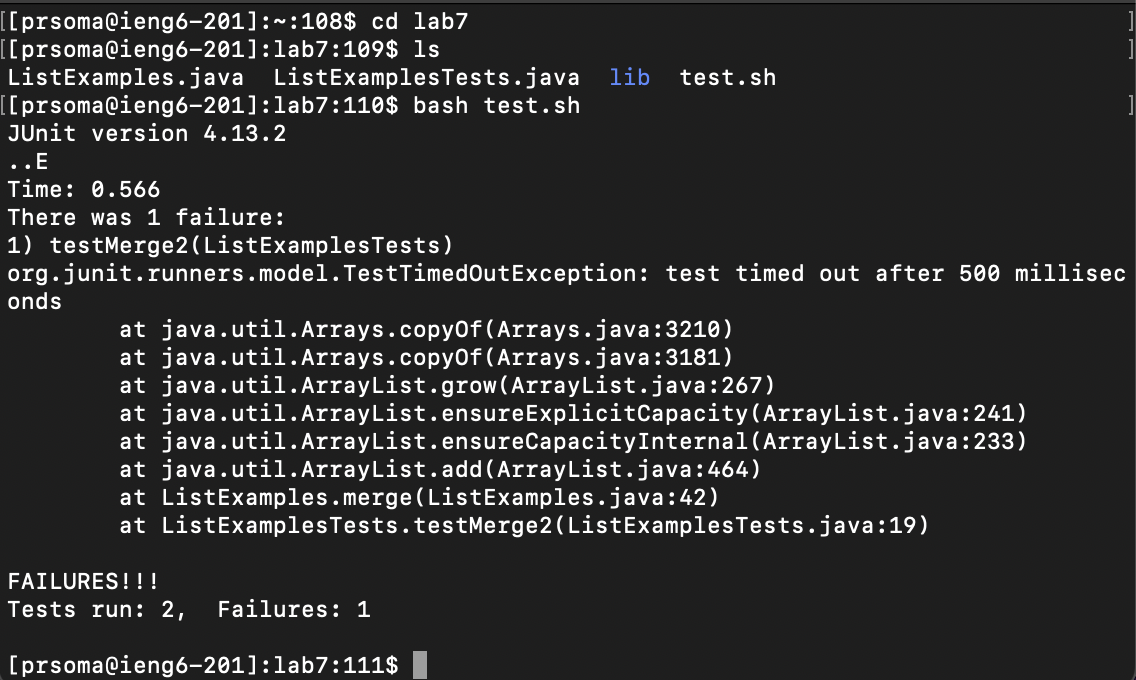 [[prsoma@ieng6-201]:~:108$ cd lab7 ]
[[prsoma@ieng6-201]:lab7:109$ ls ]
ListExamples.java  ListExamplesTests.java  lib  test.sh
[[prsoma@ieng6-201]:lab7:110$ bash test.sh ]
JUnit version 4.13.2
..E
Time: 0.566
There was 1 failure:
1) testMerge2(ListExamplesTests)
org.junit.runners.model.TestTimedOutException: test timed out after 500 millisec
onds
        at java.util.Arrays.copyOf(Arrays.java:3210)
        at java.util.Arrays.copyOf(Arrays.java:3181)
        at java.util.ArrayList.grow(ArrayList.java:267)
        at java.util.ArrayList.ensureExplicitCapacity(ArrayList.java:241)
        at java.util.ArrayList.ensureCapacityInternal(ArrayList.java:233)
        at java.util.ArrayList.add(ArrayList.java:464)
        at ListExamples.merge(ListExamples.java:42)
        at ListExamplesTests.testMerge2(ListExamplesTests.java:19)
FAILURES!!!
Tests run: 2,  Failures: 1
[prsoma@ieng6-201]:lab7:111$